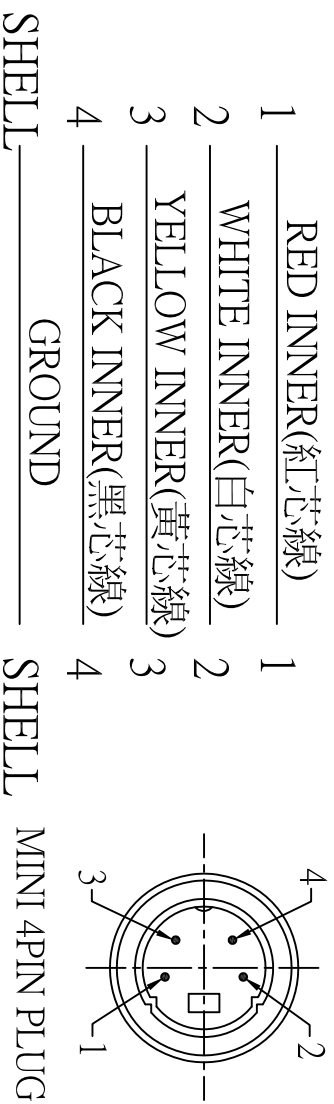 1 RED INNER(紅芯線) 1
2 WHITE INNER(白芯線) 2
3 YELLOW INNER(黃芯線) 3
4 BLACK INNER(黑芯線) 4
SHELL GROUND SHELL
4 2
3 1
MINI 4PIN PLUG